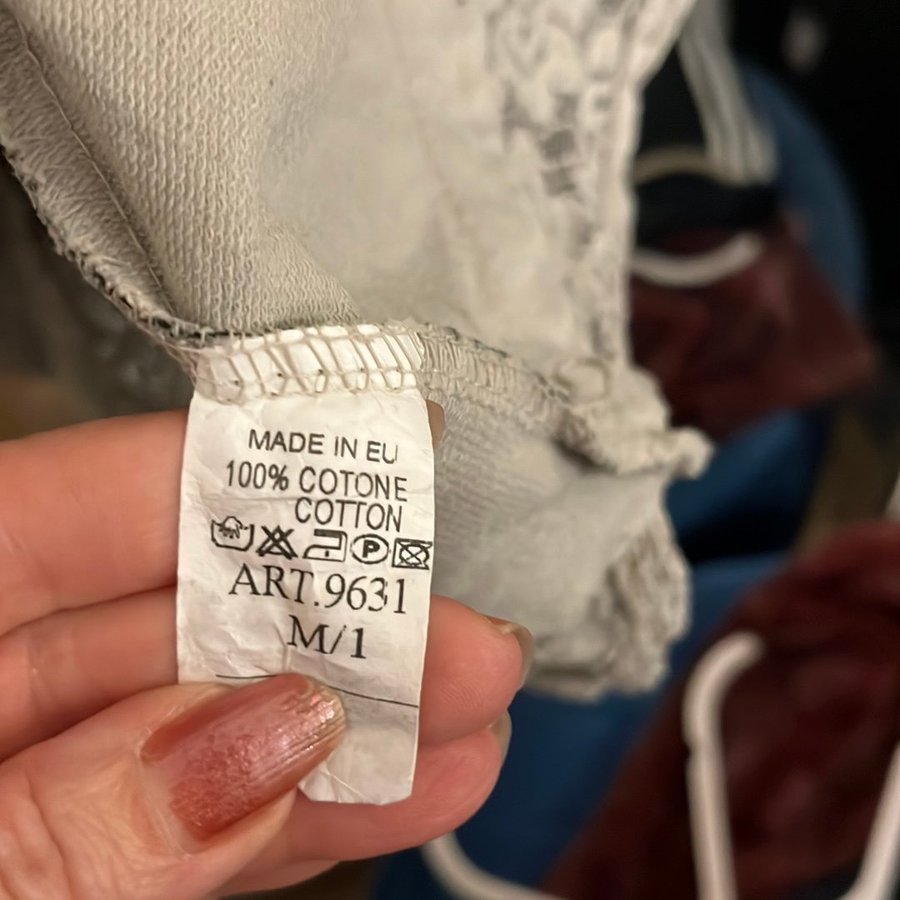 MADE IN EU
100% COTONE
COTTON
P
ART.9631
M/1